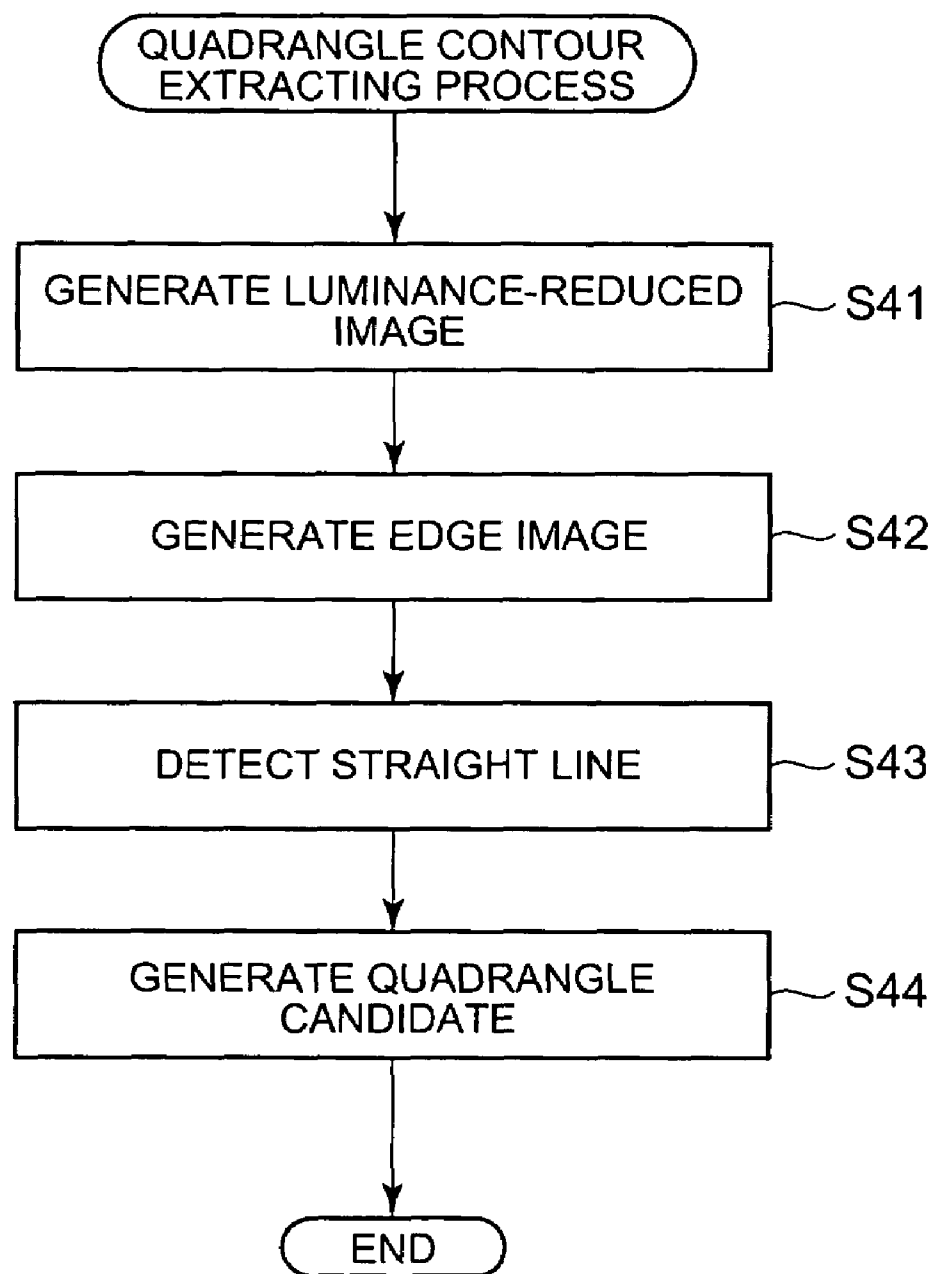 QUADRANGLE CONTOUR
EXTRACTING PROCESS
GENERATE LUMINANCE-REDUCED
IMAGE
S41
GENERATE EDGE IMAGE
S42
DETECT STRAIGHT LINE
S43
GENERATE QUADRANGLE
CANDIDATE
S44
END